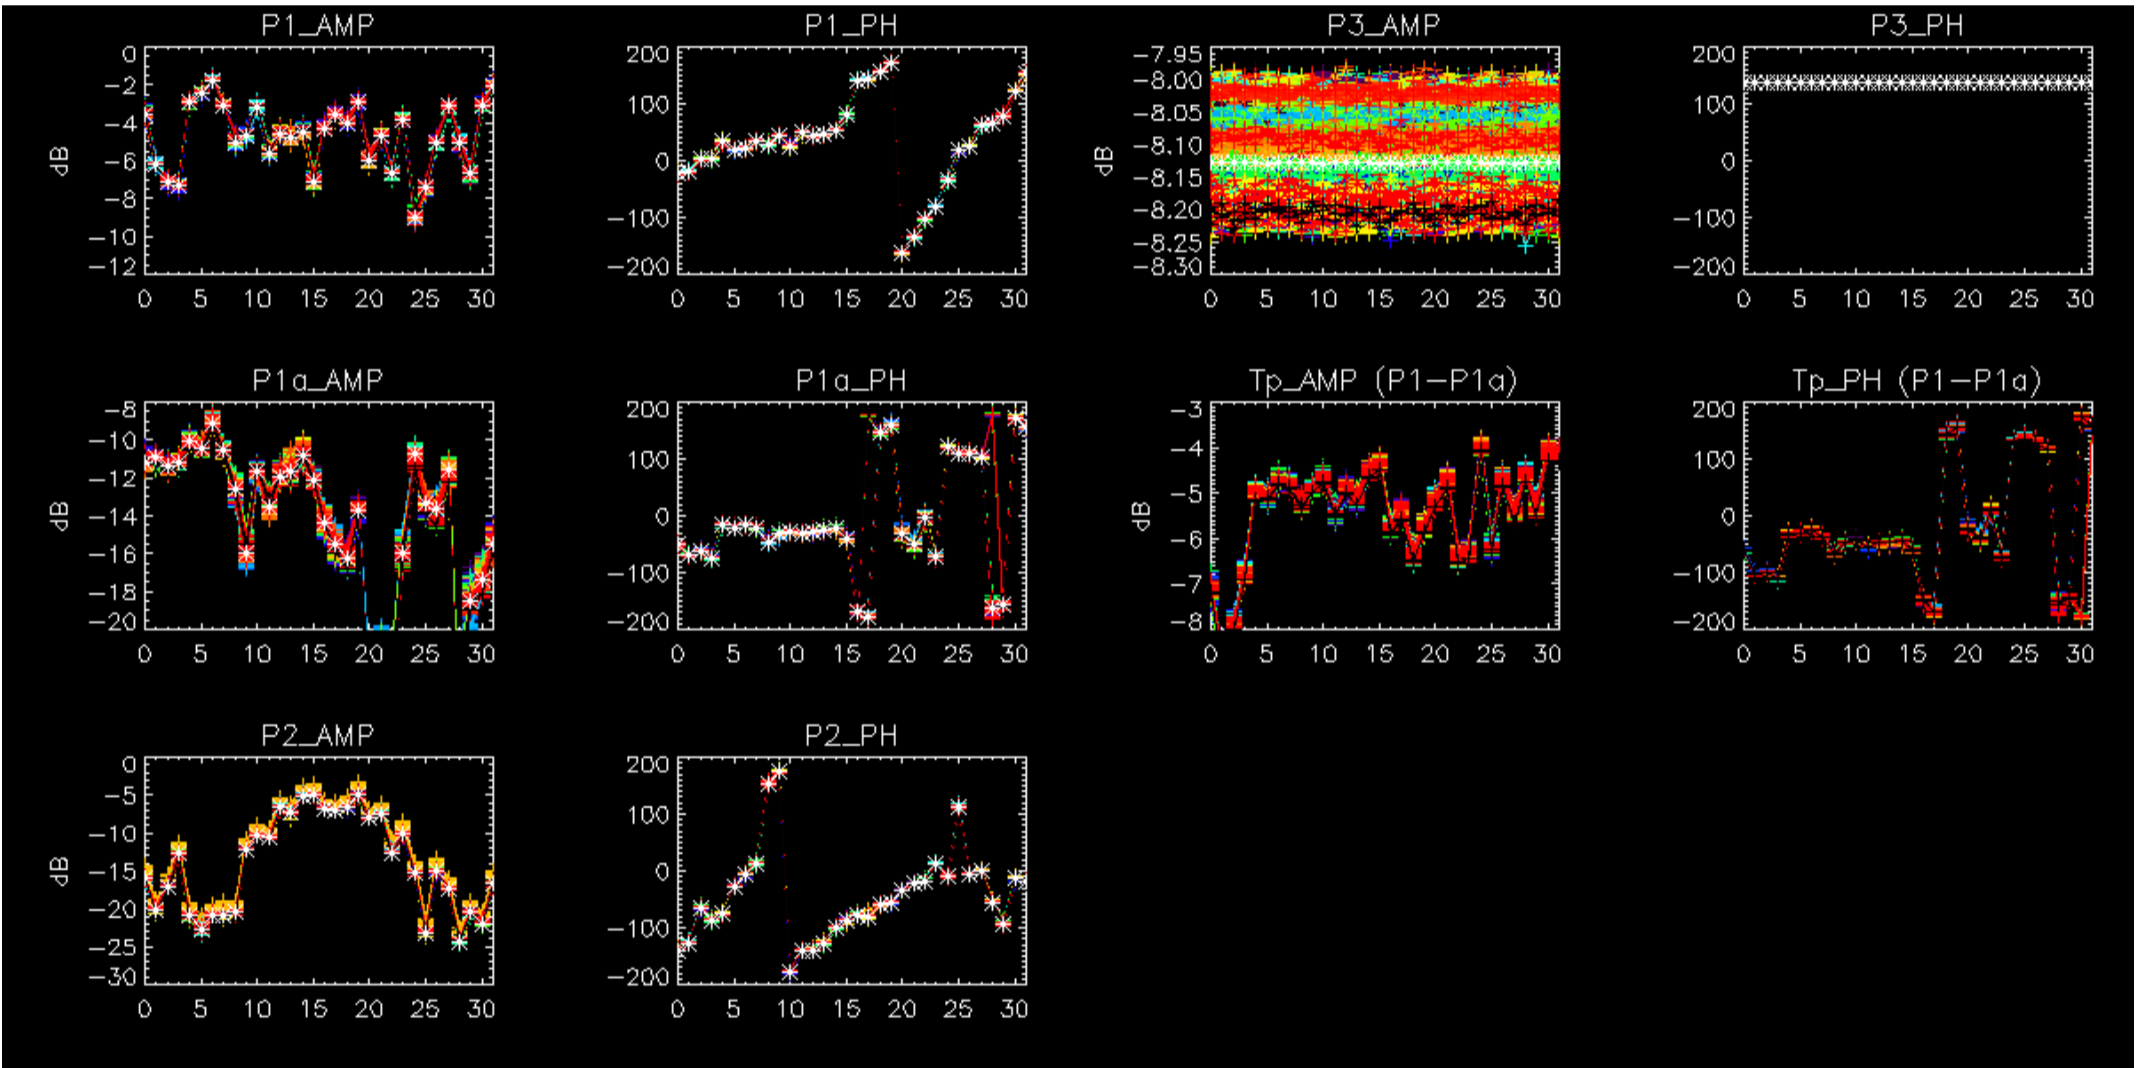 P1_AMP P1_PH P3_AMP P3_PH
0 200 -7.95 200
-2 -8.00
-4 100 -8.05 100
dB -6 0 dB -8.10 0
-8 -8.15
-10 -100 -8.20 -100
-12 -200 -8.25 -200
-8.30
0 5 10 15 20 25 30 0 5 10 15 20 25 30 0 5 10 15 20 25 30 0 5 10 15 20 25 30
P1a_AMP P1a_PH Tp_AMP (P1-P1a) Tp_PH (P1-P1a)
-8 200 -3 200
-10 100 -4 100
-12
dB -14 0 dB -5 0
-16 -6
-18 -100 -7 -100
-20 -200 -8 -200
0 5 10 15 20 25 30 0 5 10 15 20 25 30 0 5 10 15 20 25 30 0 5 10 15 20 25 30
P2_AMP P2_PH
0 200
-5 100
-10
dB -15 0
-20 -100
-25
-30 -200
0 5 10 15 20 25 30 0 5 10 15 20 25 30